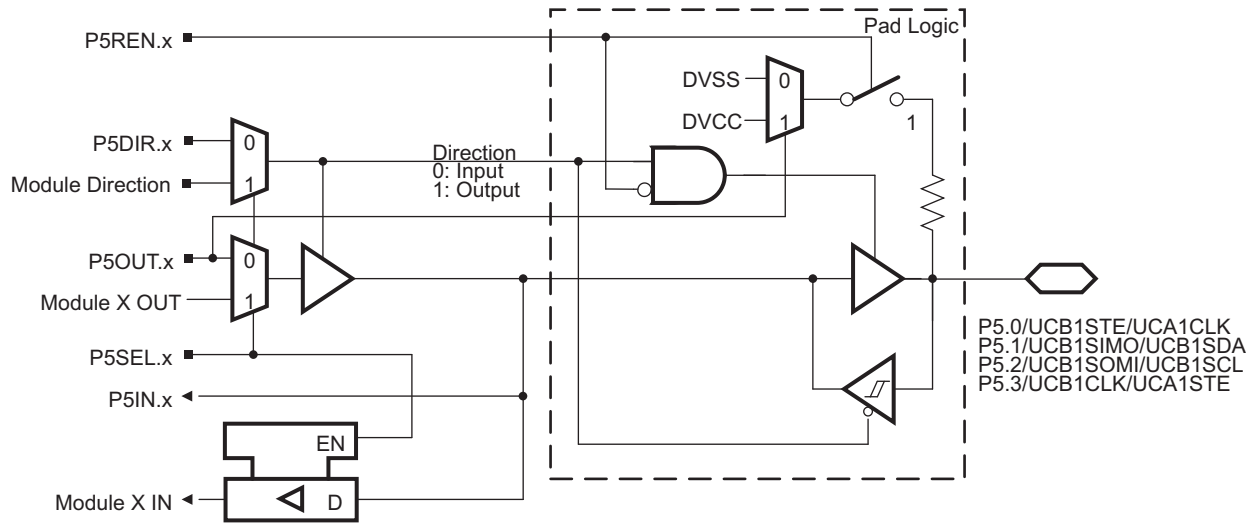 Pad Logic
P5REN.x
DVSS
0
DVCC
1
1
P5DIR.x
0
Module Direction
1
Direction
0: Input
1: Output
P5OUT.x
0
Module X OUT
1
P5SEL.x
P5IN.x
EN
Module X IN
D
P5.0/UCB1STE/UCA1CLK
P5.1/UCB1SIMO/UCB1SDA
P5.2/UCB1SOMI/UCB1SCL
P5.3/UCB1CLK/UCA1STE